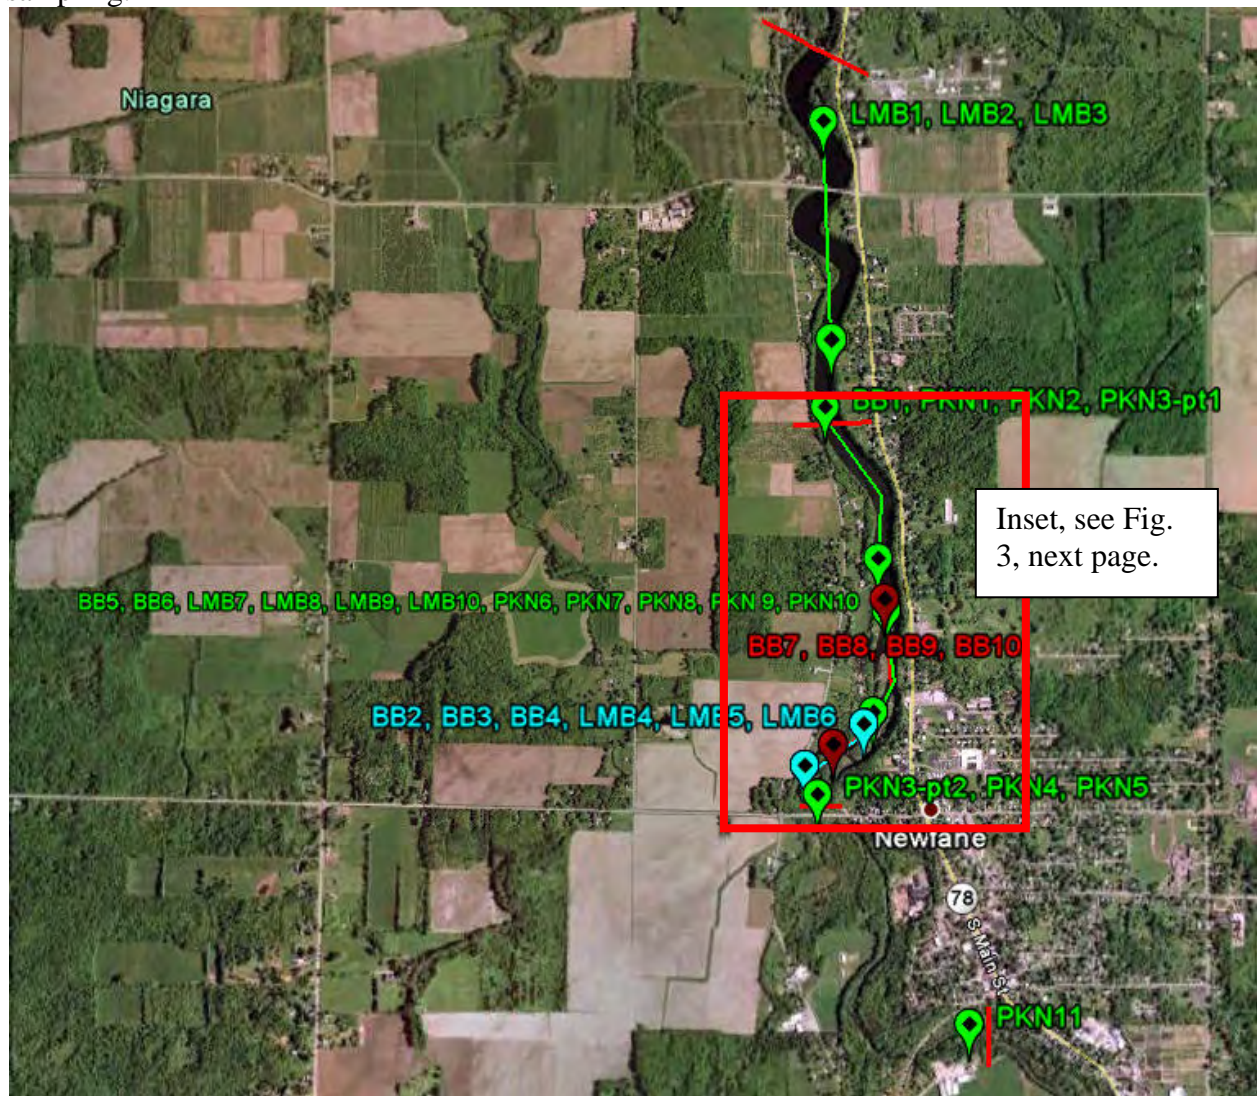 Niagara
LMB1, LMB2, LMB3
BB1, PKN1, PKN2, PKN3-pt1
Inset, see Fig.
3, next page.
BB5, BB6, LMB7, LMB8, LMB9, LMB10, PKN6, PKN7, PKN8, PKN 9, PKN10
BB7, BB8, BB9, BB10
BB2, BB3, BB4, LMB4, LMB5, LMB6
PKN3-pt2, PKN4, PKN5
Newfane
78
S Main St
PKN11